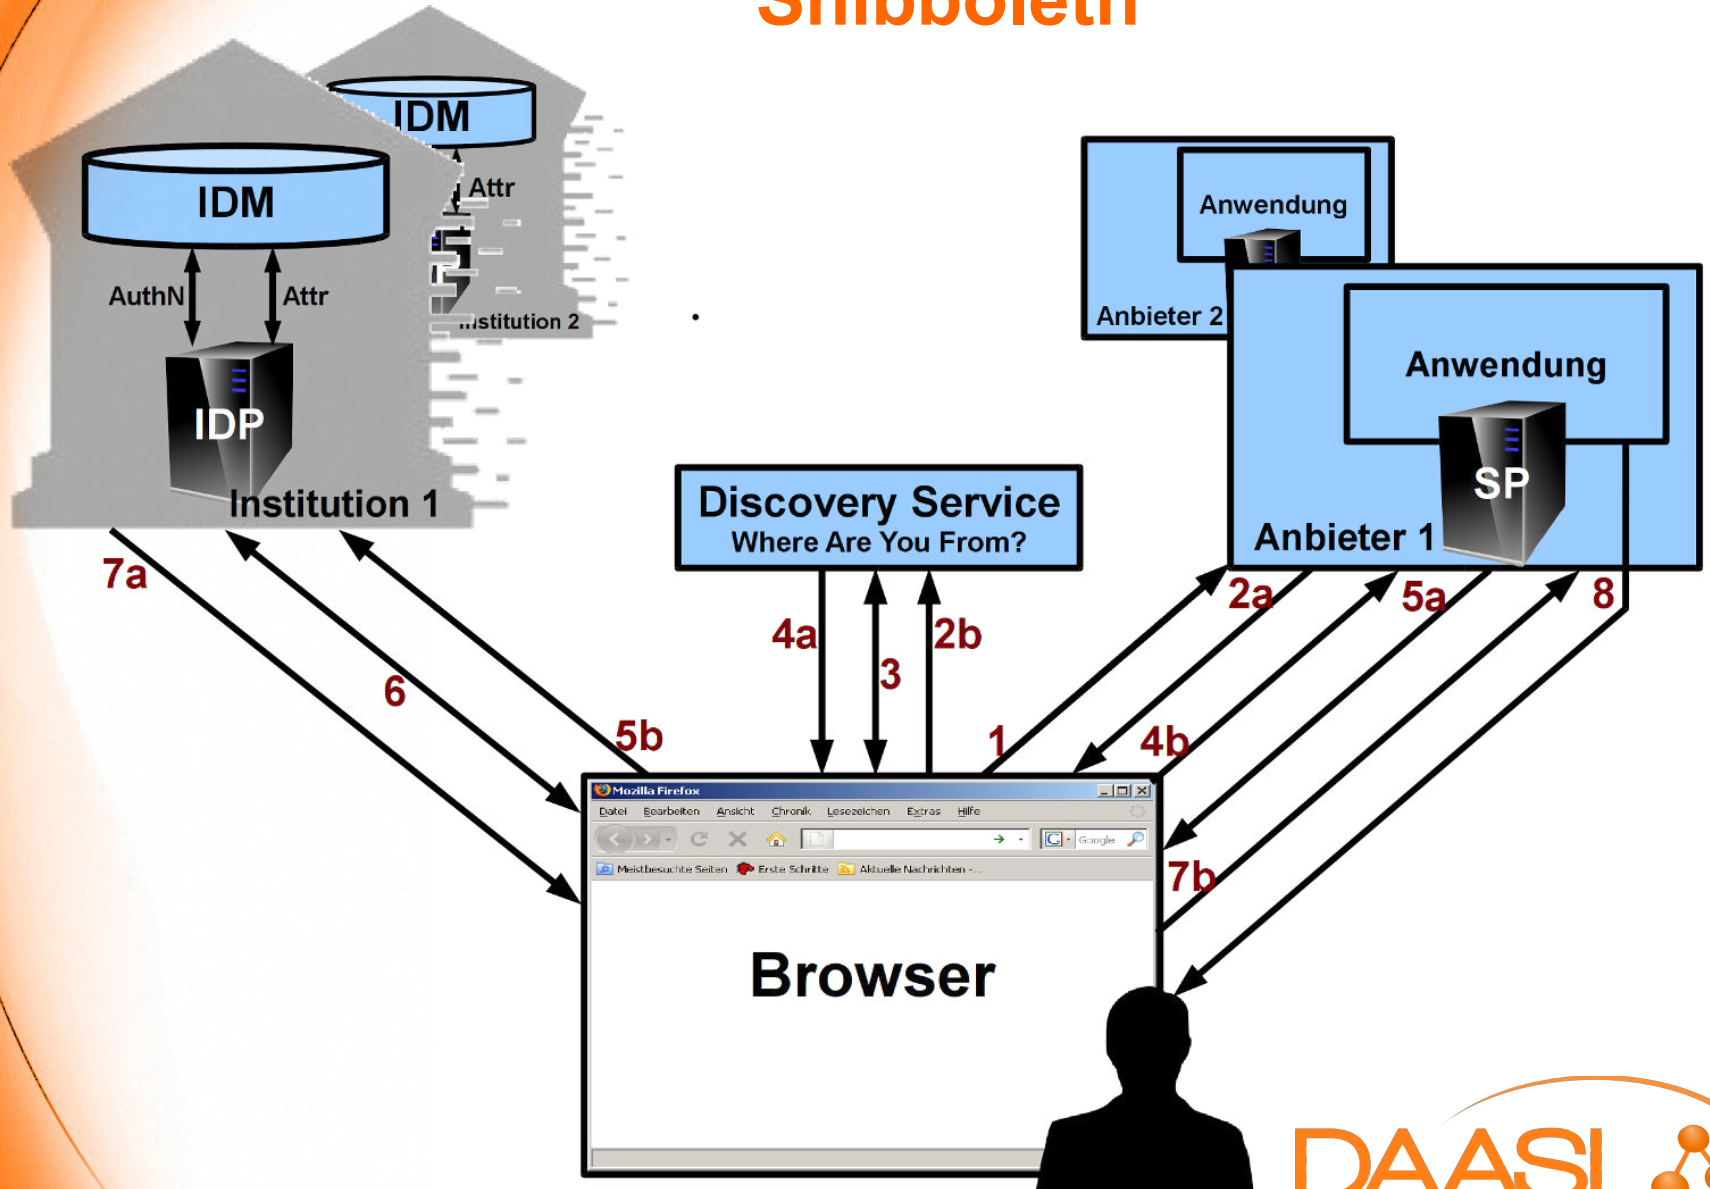 Shibboleth
IDM
Attr
Institution 2
IDM
AuthN
Attr
IDP
Institution 1
Anwendung
Anbieter 2
Anwendung
SP
Anbieter 1
Discovery Service
Where Are You From?
7a
6
5b
4a
3
2b
1
2a
4b
5a
7b
8
Mozilla Firefox
Datei Bearbeiten Ansicht Chronik Lesezeichen Extras Hilfe
G Google
Meistbesuchte Seiten Erste Schritte Aktuelle Nachrichten -...
Browser
DAASI